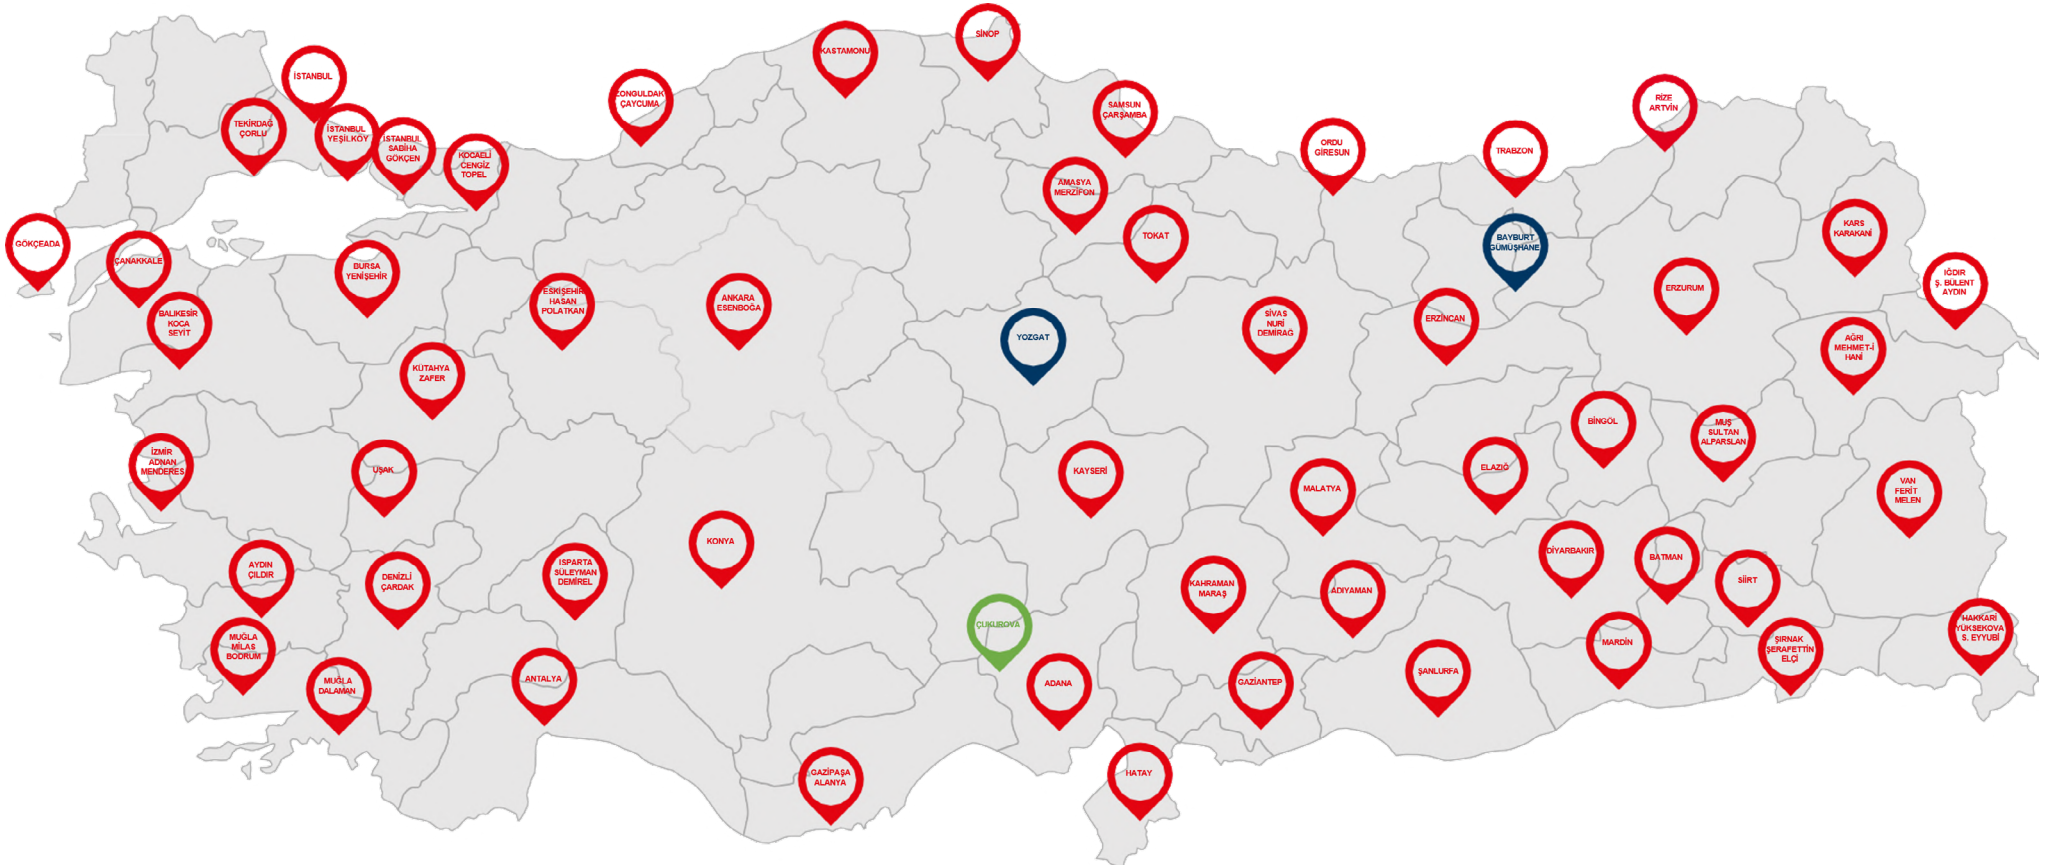 SİNOP
KASTAMONU
İSTANBUL
ZONGULDAK
ÇAYCUMA
SAMSUN
ÇARŞAMBA
RİZE
ARTVİN
TEKİRDAĞ
ÇORLU
İSTANBUL
YEŞİLKÖY
İSTANBUL
SABİHA
GÖKÇEN
KOCAELİ
CENGİZ
TOPEL
ORDU
GİRESUN
TRABZON
AMASYA
MERZİFON
TOKAT
BAYBURT
GÜMÜŞHANE
KARS
KARAKANİ
GÖKÇEADA
ÇANAKKALE
BURSA
YENİŞEHİR
ESKİŞEHİR
HASAN
POLATKAN
ANKARA
ESENBOĞA
ERZURUM
IĞDIR
Ş. BÜLENT
AYDIN
BALIKESİR
KOCA
SEYİT
YOZGAT
SİVAS
NURİ
DEMİRAĞ
ERZİNCAN
AĞRI
MEHMET-İ
HANİ
KÜTAHYA
ZAFER
BİNGÖL
MUŞ
SULTAN
ALPARSLAN
İZMİR
ADNAN
MENDERES
UŞAK
KAYSERİ
MALATYA
ELAZIĞ
VAN
FERİT
MELEN
KONYA
DİYARBAKIR
BATMAN
AYDIN
ÇILDIR
DENİZLİ
ÇARDAK
ISPARTA
SÜLEYMAN
DEMİREL
KAHRAMAN
MARAŞ
ADIYAMAN
SİİRT
ÇUKUROVA
MUĞLA
MİLAS
BODRUM
MARDİN
ŞIRNAK
ŞERAFETTİN
ELÇİ
HAKKARİ
YÜKSEKOVA
S. EYYUBİ
MUĞLA
DALAMAN
ANTALYA
ADANA
GAZİANTEP
ŞANLURFA
GAZİPAŞA
ALANYA
HATAY